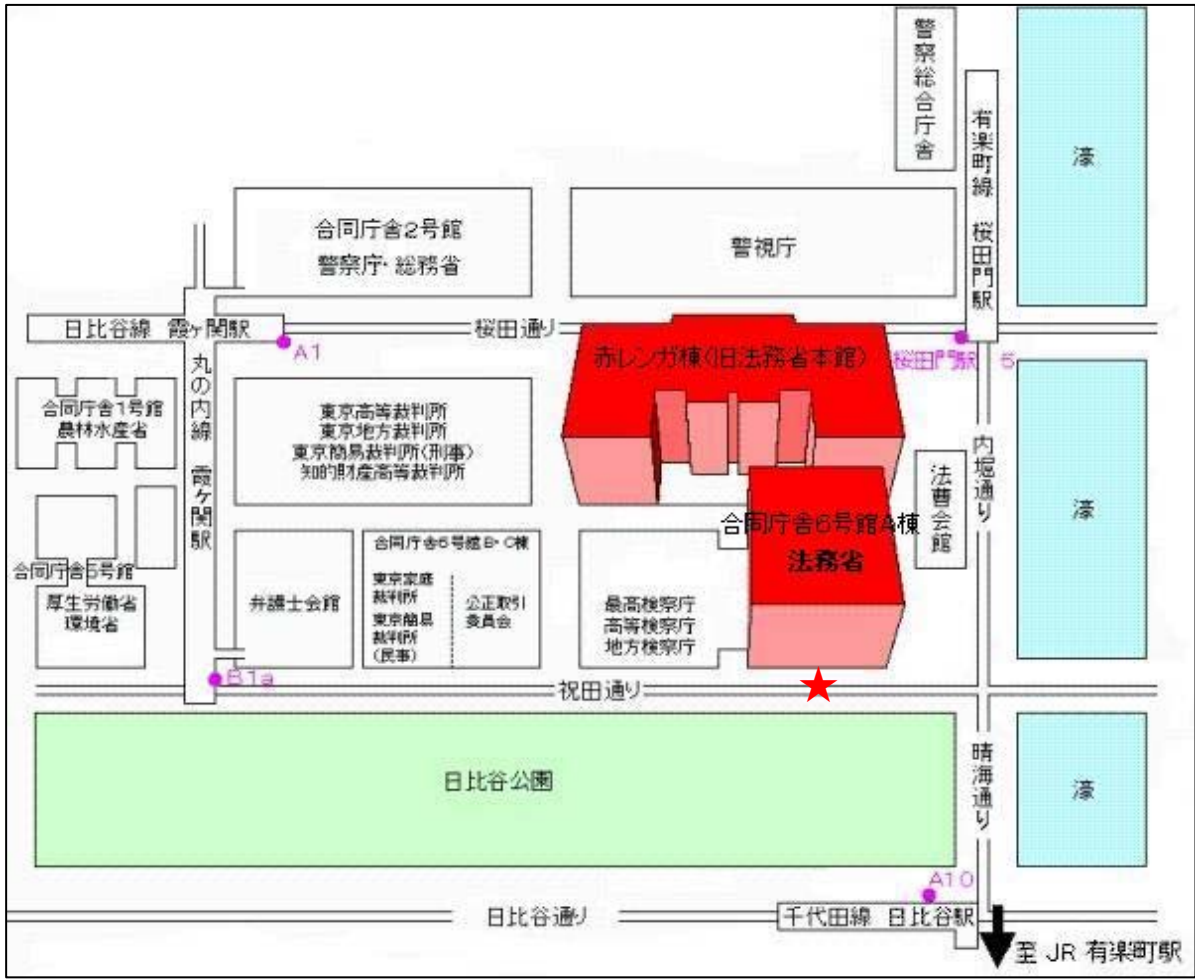 警察総合庁舎
有楽町線 桜田門駅
濠
合同庁舎2号館
警察庁・総務省
警視庁
日比谷線 霞ヶ関駅
A1
桜田通り
赤レンガ棟(旧法務省本館)
桜田門駅 5
丸の内線 霞ヶ関駅
合同庁舎1号館
農林水産省
東京高等裁判所
東京地方裁判所
東京簡易裁判所(刑事)
知的財産高等裁判所
内堀通り
法曹会館
濠
合同庁舎6号館A棟
法務省
合同庁舎5号館
厚生労働省
環境省
弁護士会館
合同庁舎6号館B・C棟
東京家庭
裁判所
東京簡易
裁判所
(民事)
公正取引
委員会
最高検察庁
高等検察庁
地方検察庁
B1a
祝田通り
日比谷公園
晴海通り
濠
A10
日比谷通り
千代田線 日比谷駅
至 JR 有楽町駅